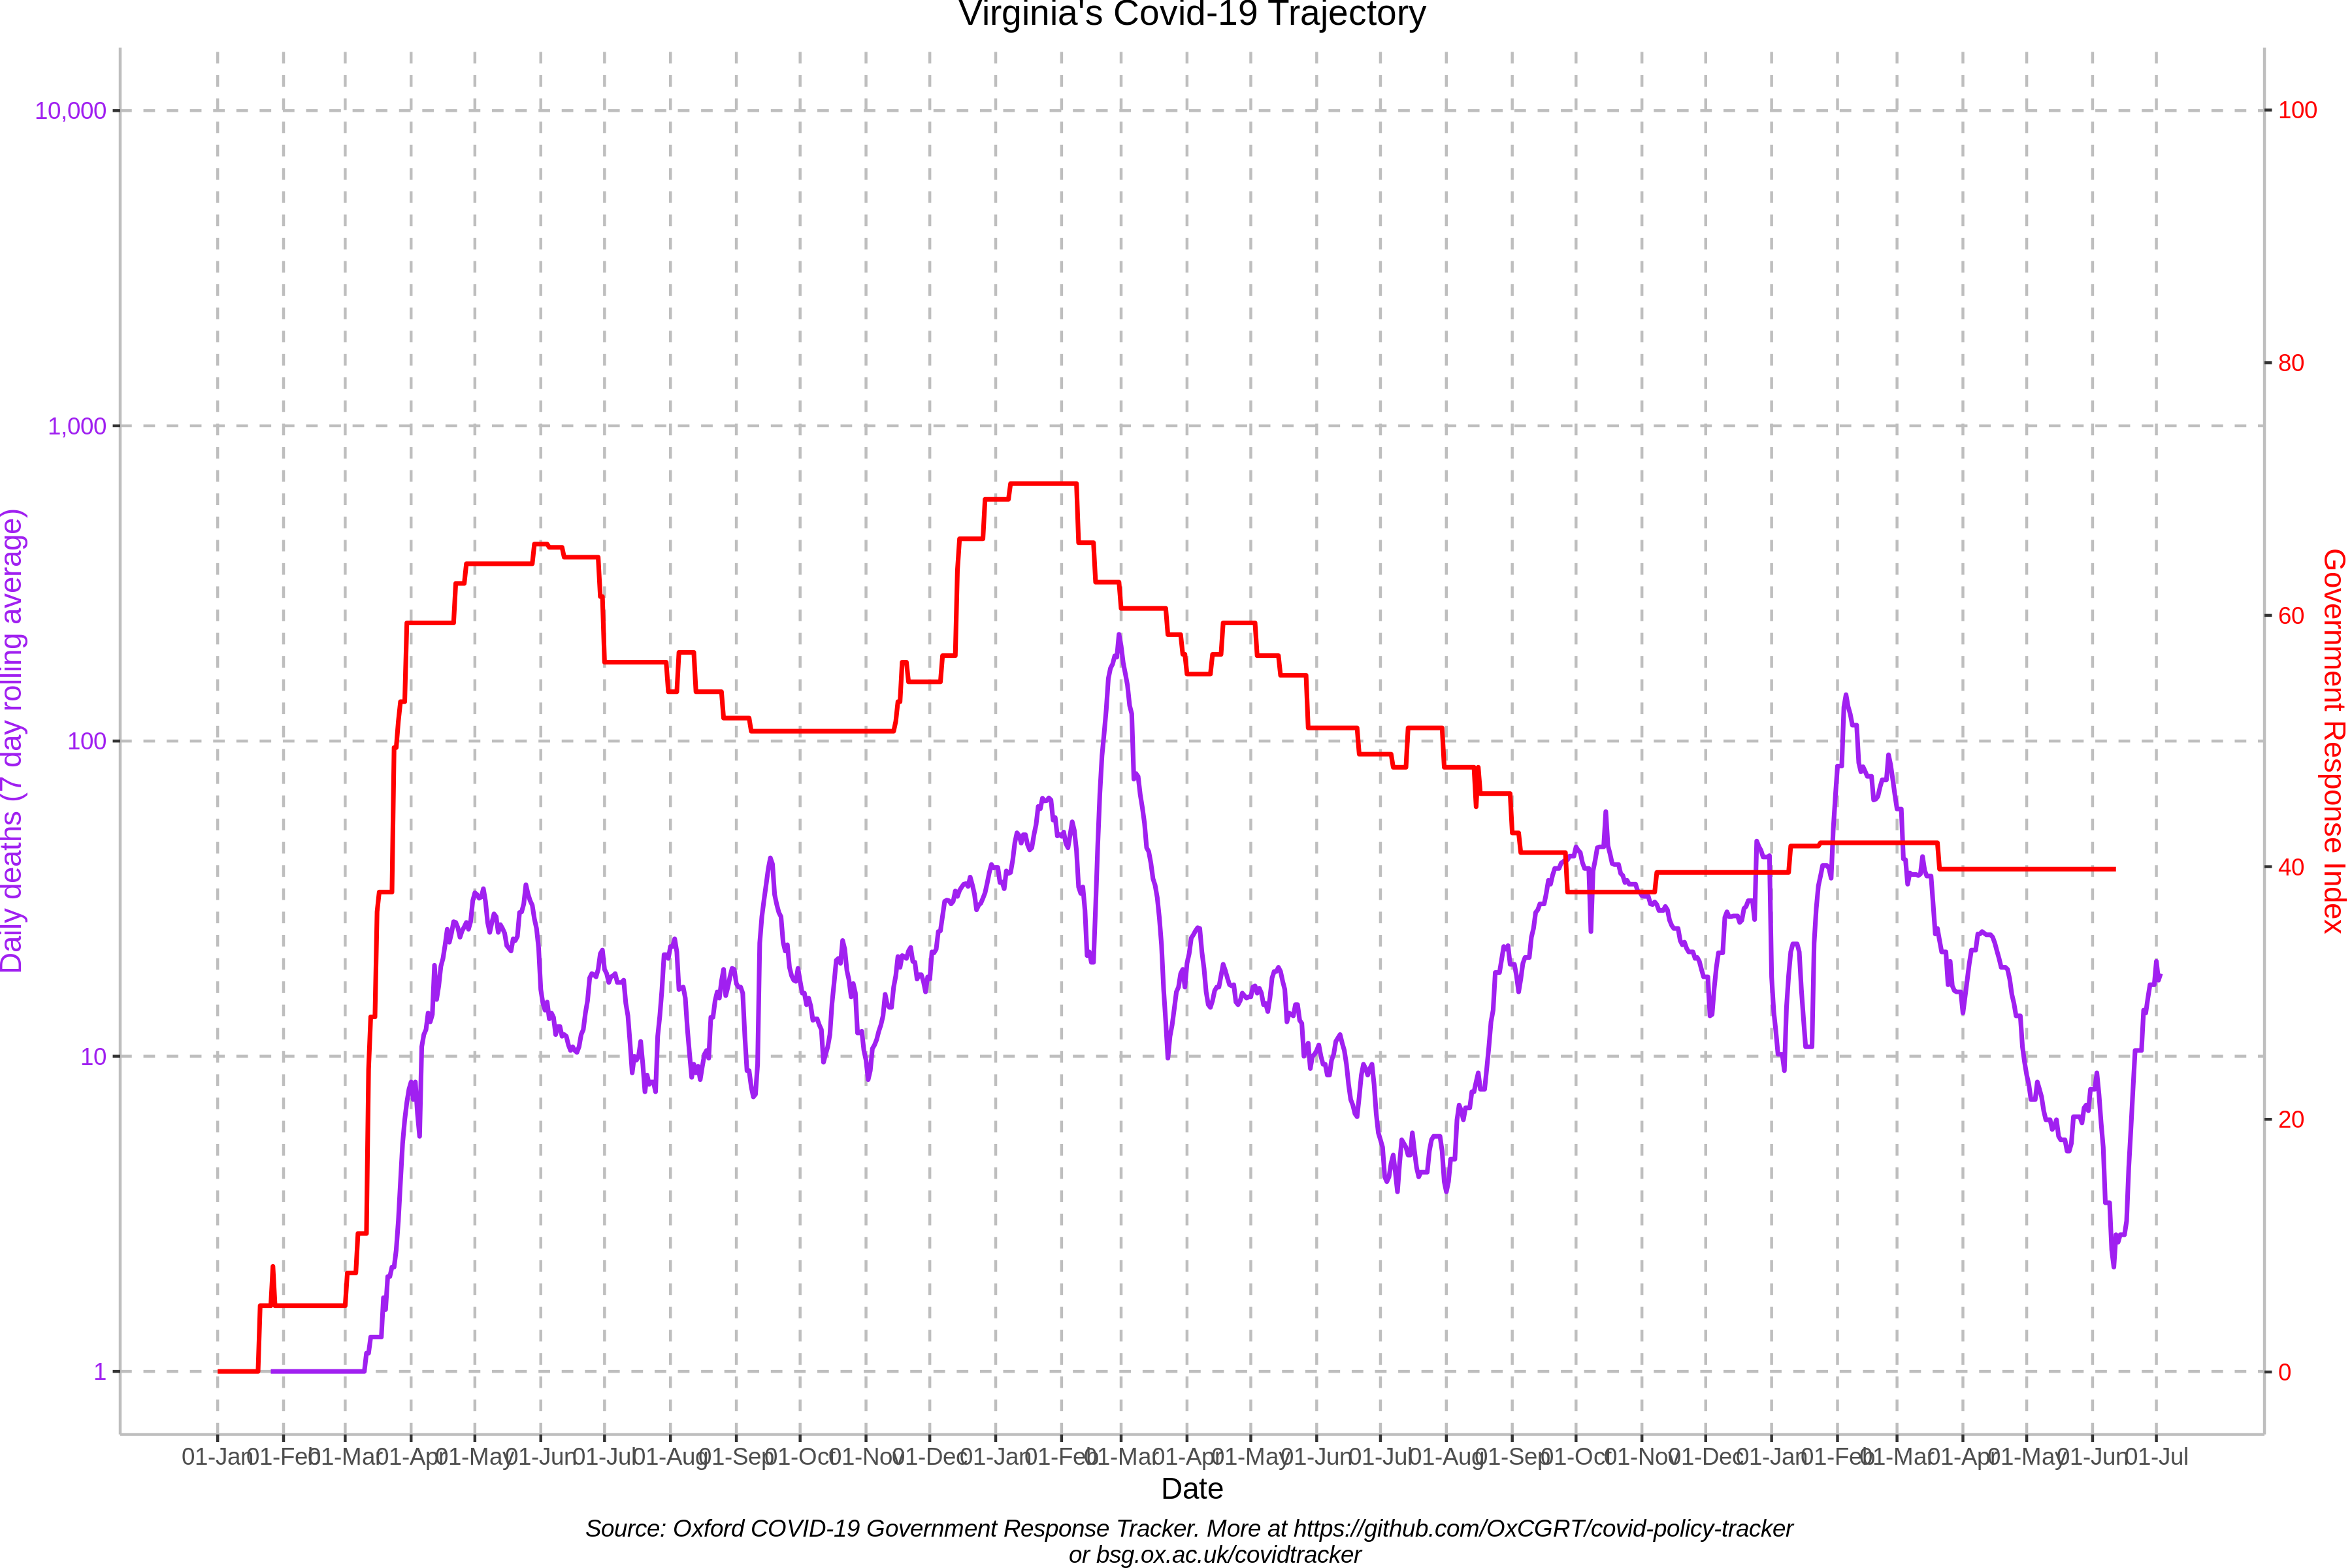 Virginia's Covid-19 Trajectory
10,000
1,000
100
10
1
Daily deaths (7 day rolling average)
100
80
60
40
20
0
Government Response Index
01-Jan 01-Feb 01-Mar 01-Apr 01-May 01-Jun 01-Jul 01-Aug 01-Sep 01-Oct 01-Nov 01-Dec 01-Jan 01-Feb 01-Mar 01-Apr 01-May 01-Jun 01-Jul 01-Aug 01-Sep 01-Oct 01-Nov 01-Dec 01-Jan 01-Feb 01-Mar 01-Apr 01-May 01-Jun 01-Jul
Date
Source: Oxford COVID-19 Government Response Tracker. More at https://github.com/OxCGRT/covid-policy-tracker
or bsg.ox.ac.uk/covidtracker